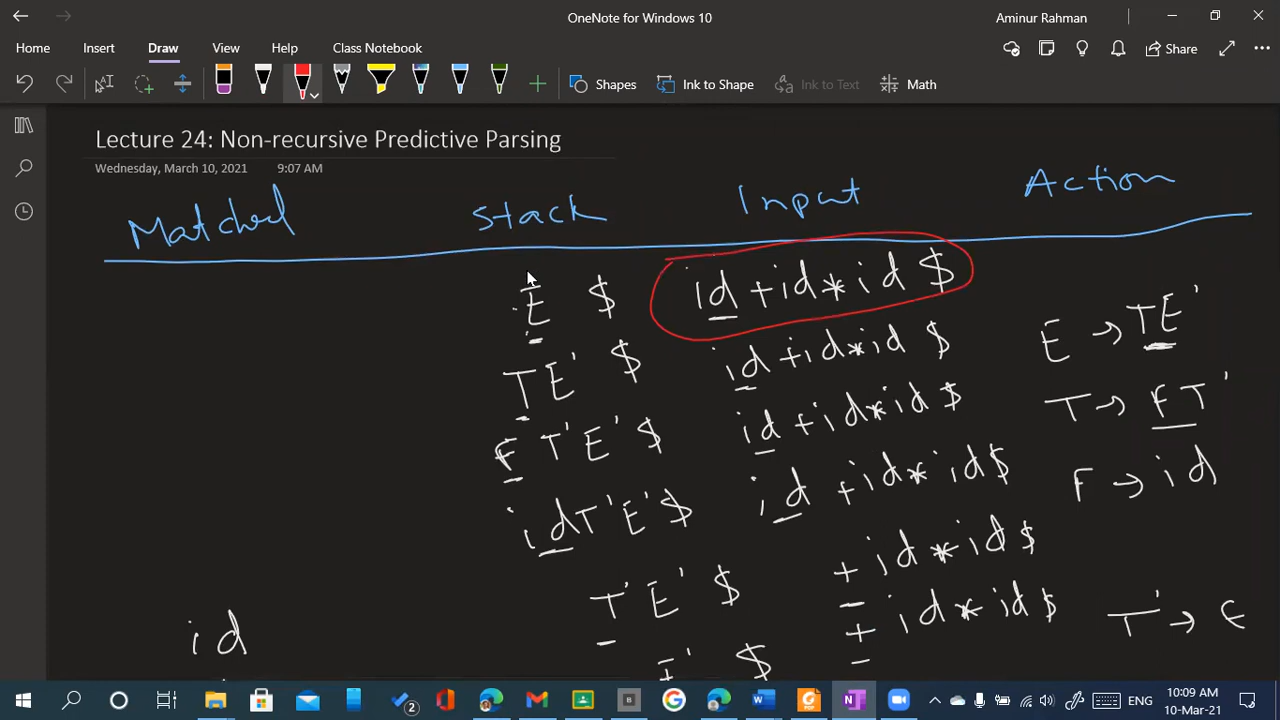 OneNote for Windows 10
Aminur Rahman
Home Insert Draw View Help Class Notebook
Share
Shapes Ink to Shape Ink to Text Math
Lecture 24: Non-recursive Predictive Parsing
Wednesday, March 10, 2021 9:07 AM
Matched Stack Input Action
E $ id+id*id$
TE'$ id+id*id$ E → TE'
FT'E'$ id+id*id$ T → FT'
idT'E'$ id+id*id$ F → id
T'E'$ +id*id$
id
+id*id$ T' → ε
$
2
ENG
10:09 AM
10-Mar-21